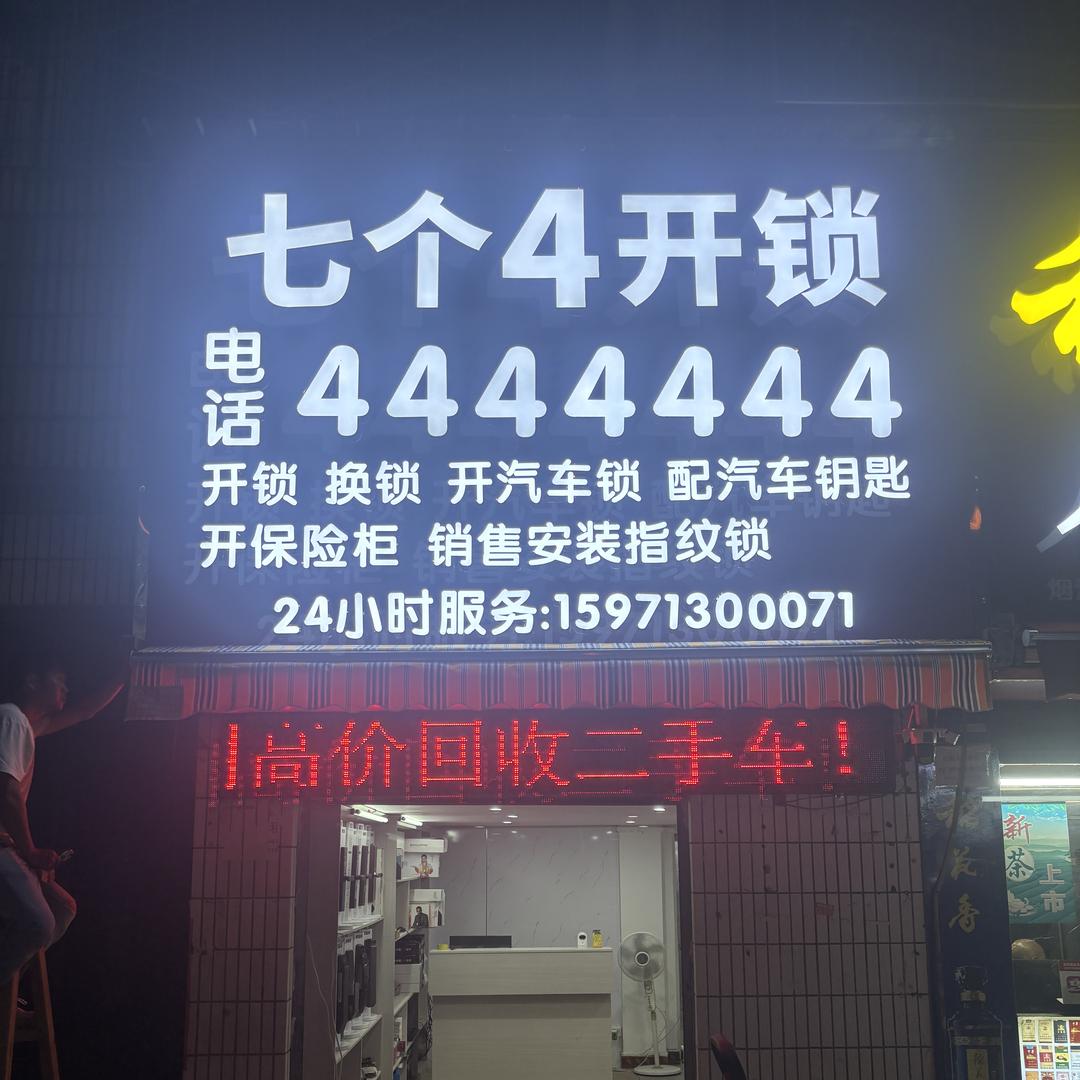 七个4开锁
电话 4444444
开锁 换锁 开汽车锁 配汽车钥匙
开保险柜 销售安装指纹锁
24小时服务:15971300071
!高价回收二手车!
新茶
上市